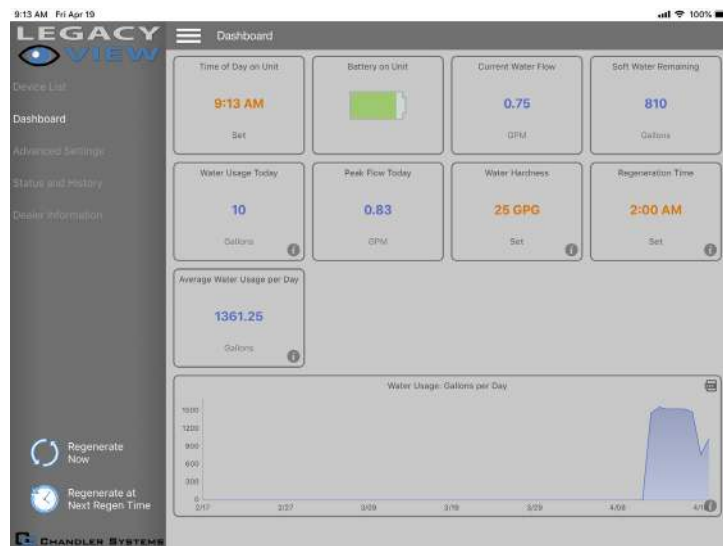 9:13 AM Fri Apr 19
100%
LEGACY
VIEW
Device List
Dashboard
Advanced Settings
Status and History
Dealer Information
Regenerate
Now
Regenerate at
Next Regen Time
CHANDLER SYSTEMS
Dashboard
Time of Day on Unit
9:13 AM
Set
Battery on Unit
Current Water Flow
0.75
GPM
Soft Water Remaining
810
Gallons
Water Usage Today
10
Gallons
Peak Flow Today
0.83
GPM
Water Hardness
25 GPG
Set
Regeneration Time
2:00 AM
Set
Average Water Usage per Day
1361.25
Gallons
Water Usage: Gallons per Day
1500
1200
900
600
300
0
2/17 2/27 3/09 3/19 3/29 4/08